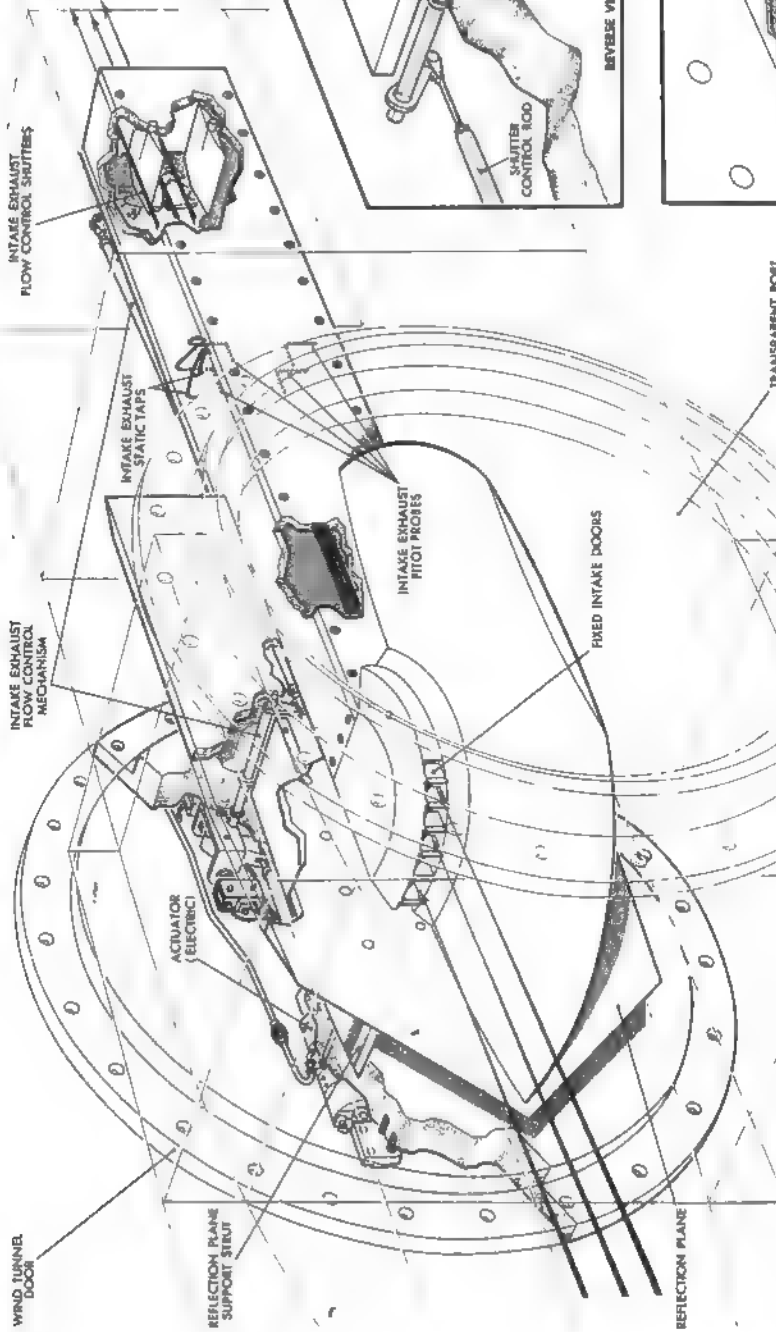 WIND TUNNEL
DOOR
INTAKE EXHAUST
FLOW CONTROL
MECHANISM
INTAKE EXHAUST
FLOW CONTROL SHUTTERS
ACTUATOR
(ELECTRIC)
INTAKE EXHAUST
STATIC TAPS
REFLECTION PLANE
SUPPORT STRUT
INTAKE EXHAUST
PITOT PROBES
SHUTTER
CONTROL ROD
REVERSE
FIXED INTAKE DOORS
REFLECTION PLANE
TRANSPARENT PORT